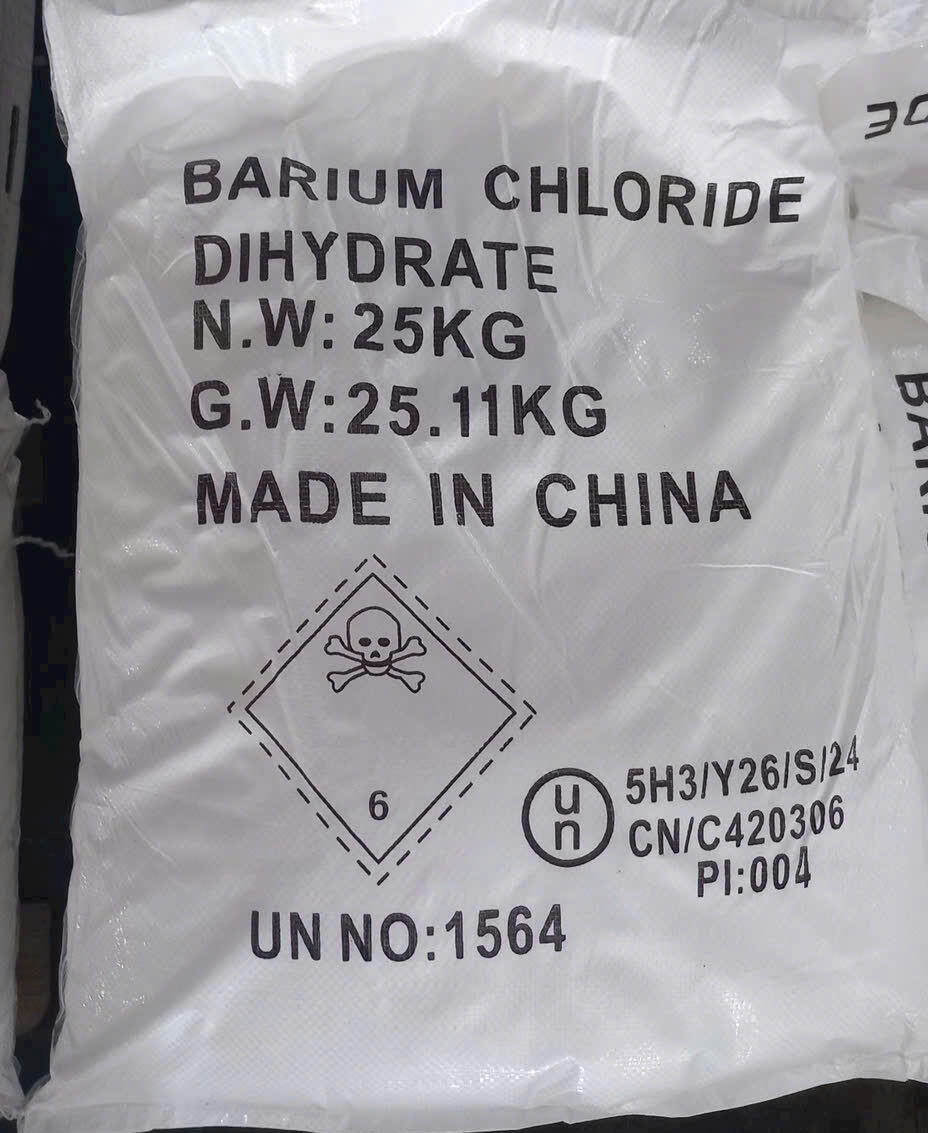 BARIUM CHLORIDE
DIHYDRATE
N.W: 25KG
G.W:25.11KG
MADE IN CHINA
6
u
n
5H3/Y26/S/24
CN/C420306
PI:004
UN NO:1564